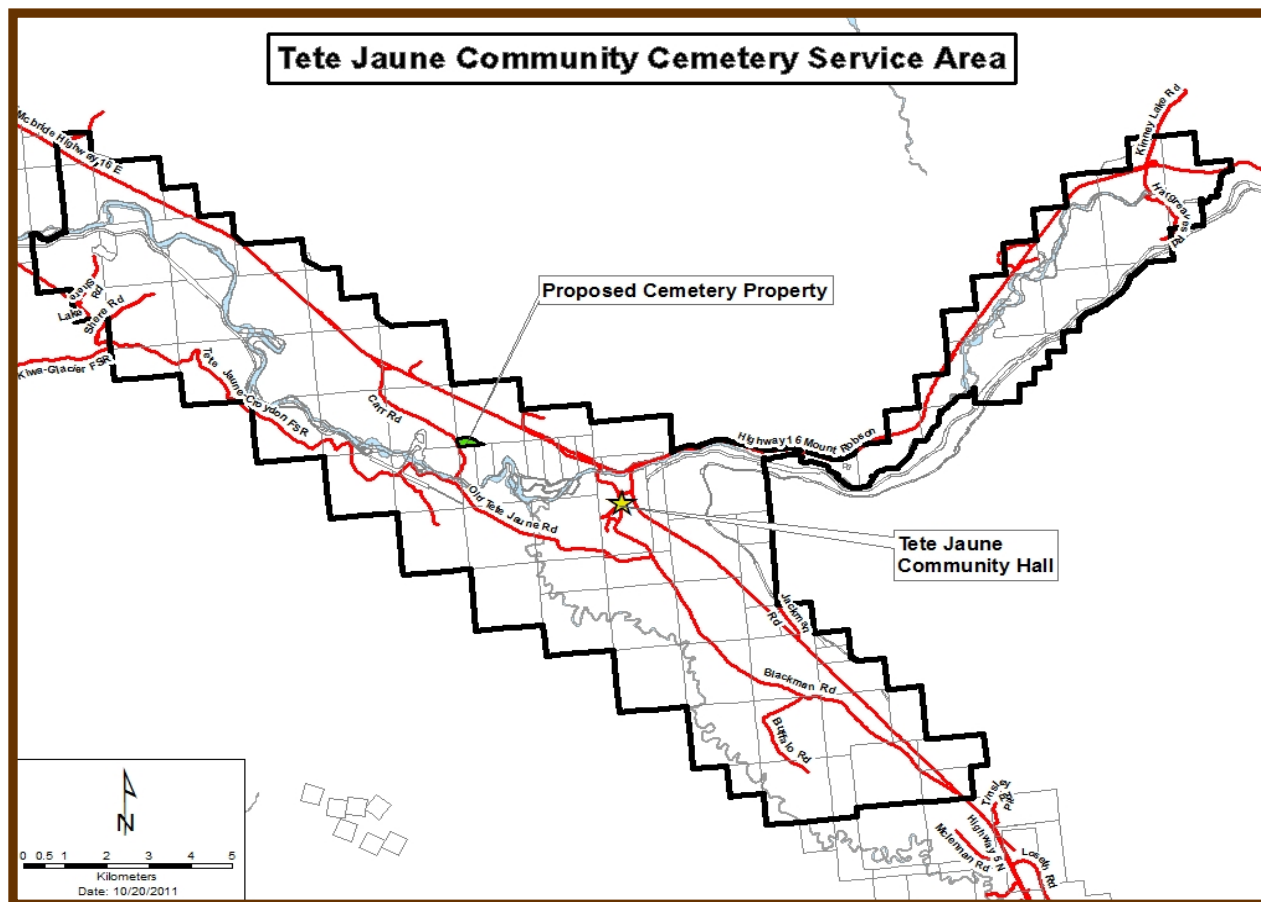 Tete Jaune Community Cemetery Service Area
Mcbride Highway 16 E
Kinney Lake Rd
Hargreaves Rd
Proposed Cemetery Property
Shere
Lake Rd
Shere Rd
Kiwa-Glacier FSR
Tete Jaune-Croydon FSR
Carr Rd
Highway 16 Mount Robson
Old Tete Jaune Rd
Tete Jaune
Community Hall
Jackman
Rd
Blackman Rd
Buffalo Rd
Highway 5 N
Mclennan Rd
Loseth Rd
N
0 0.5 1 2 3 4 5
Kilometers
Date: 10/20/2011